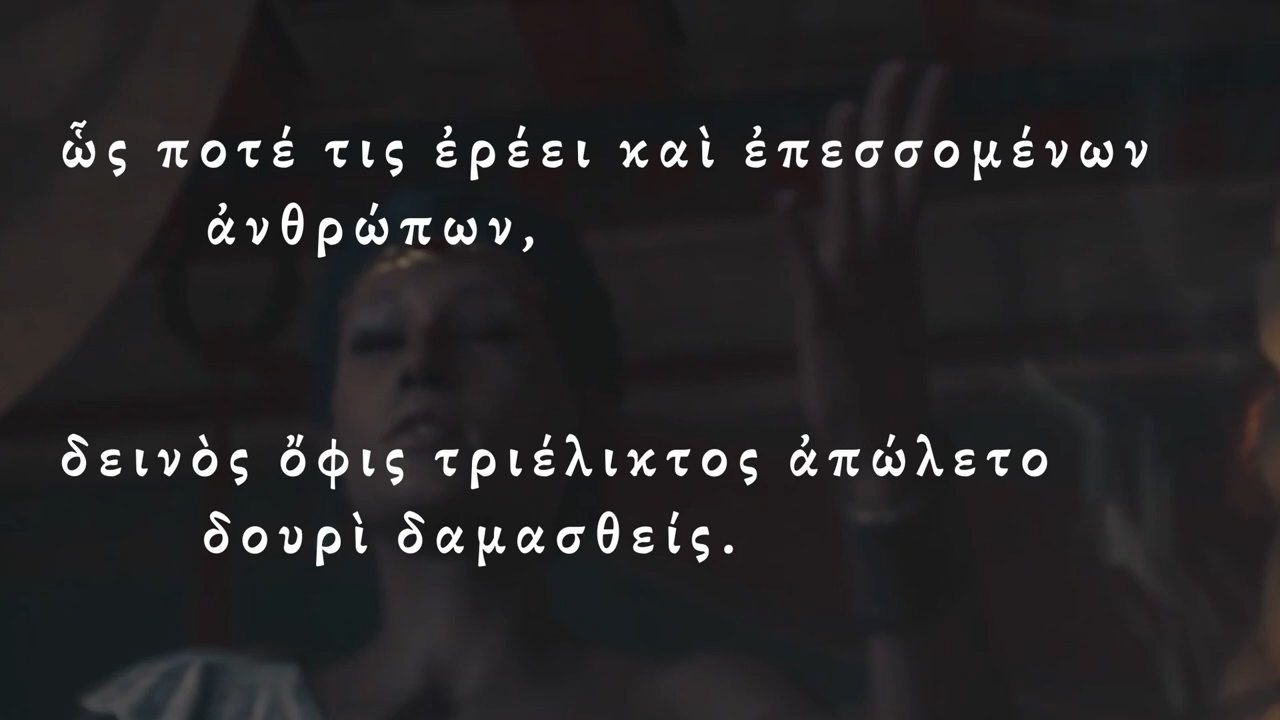 ὧς ποτέ τις ἐρέει καὶ ἐπεσσομένων
ἀνθρώπων,
δεινὸς ὄφις τριέλικτος ἀπώλετο
δουρὶ δαμασθείς.